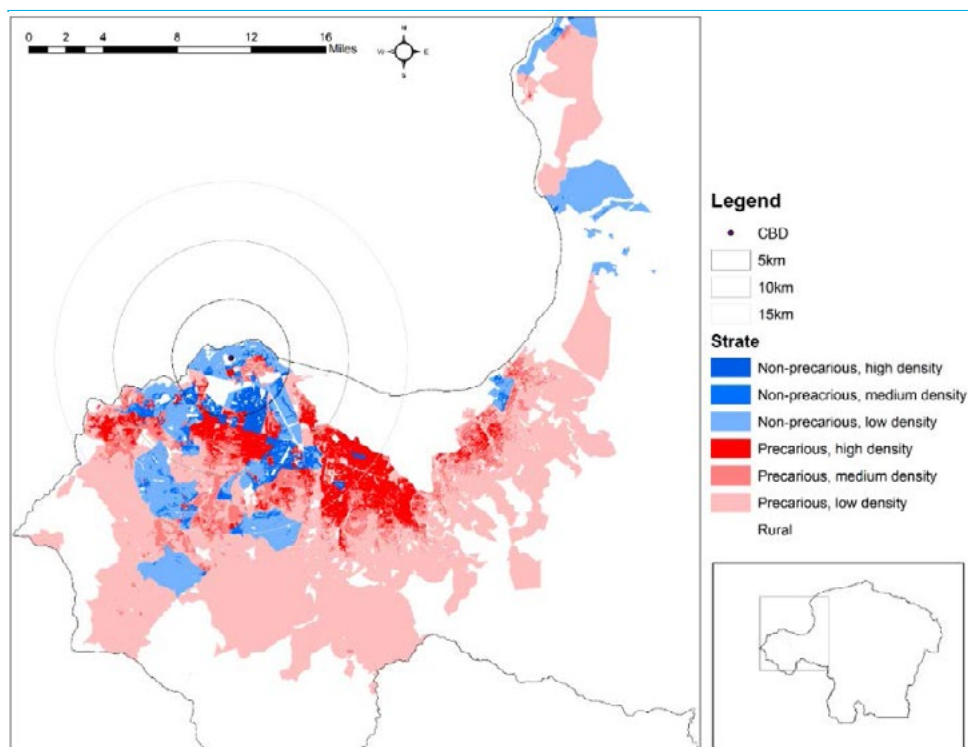 0 2 4 8 12 16
Miles
N
W E
S
Legend
CBD
5km
10km
15km
Strate
Non-precarious, high density
Non-preacrious, medium density
Non-precarious, low density
Precarious, high density
Precarious, medium density
Precarious, low density
Rural